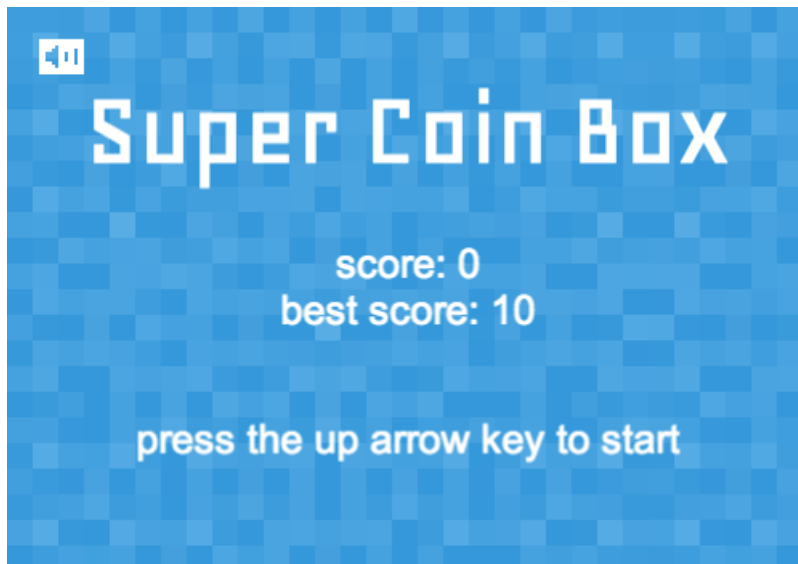 Super Coin Box
score: 0
best score: 10
press the up arrow key to start